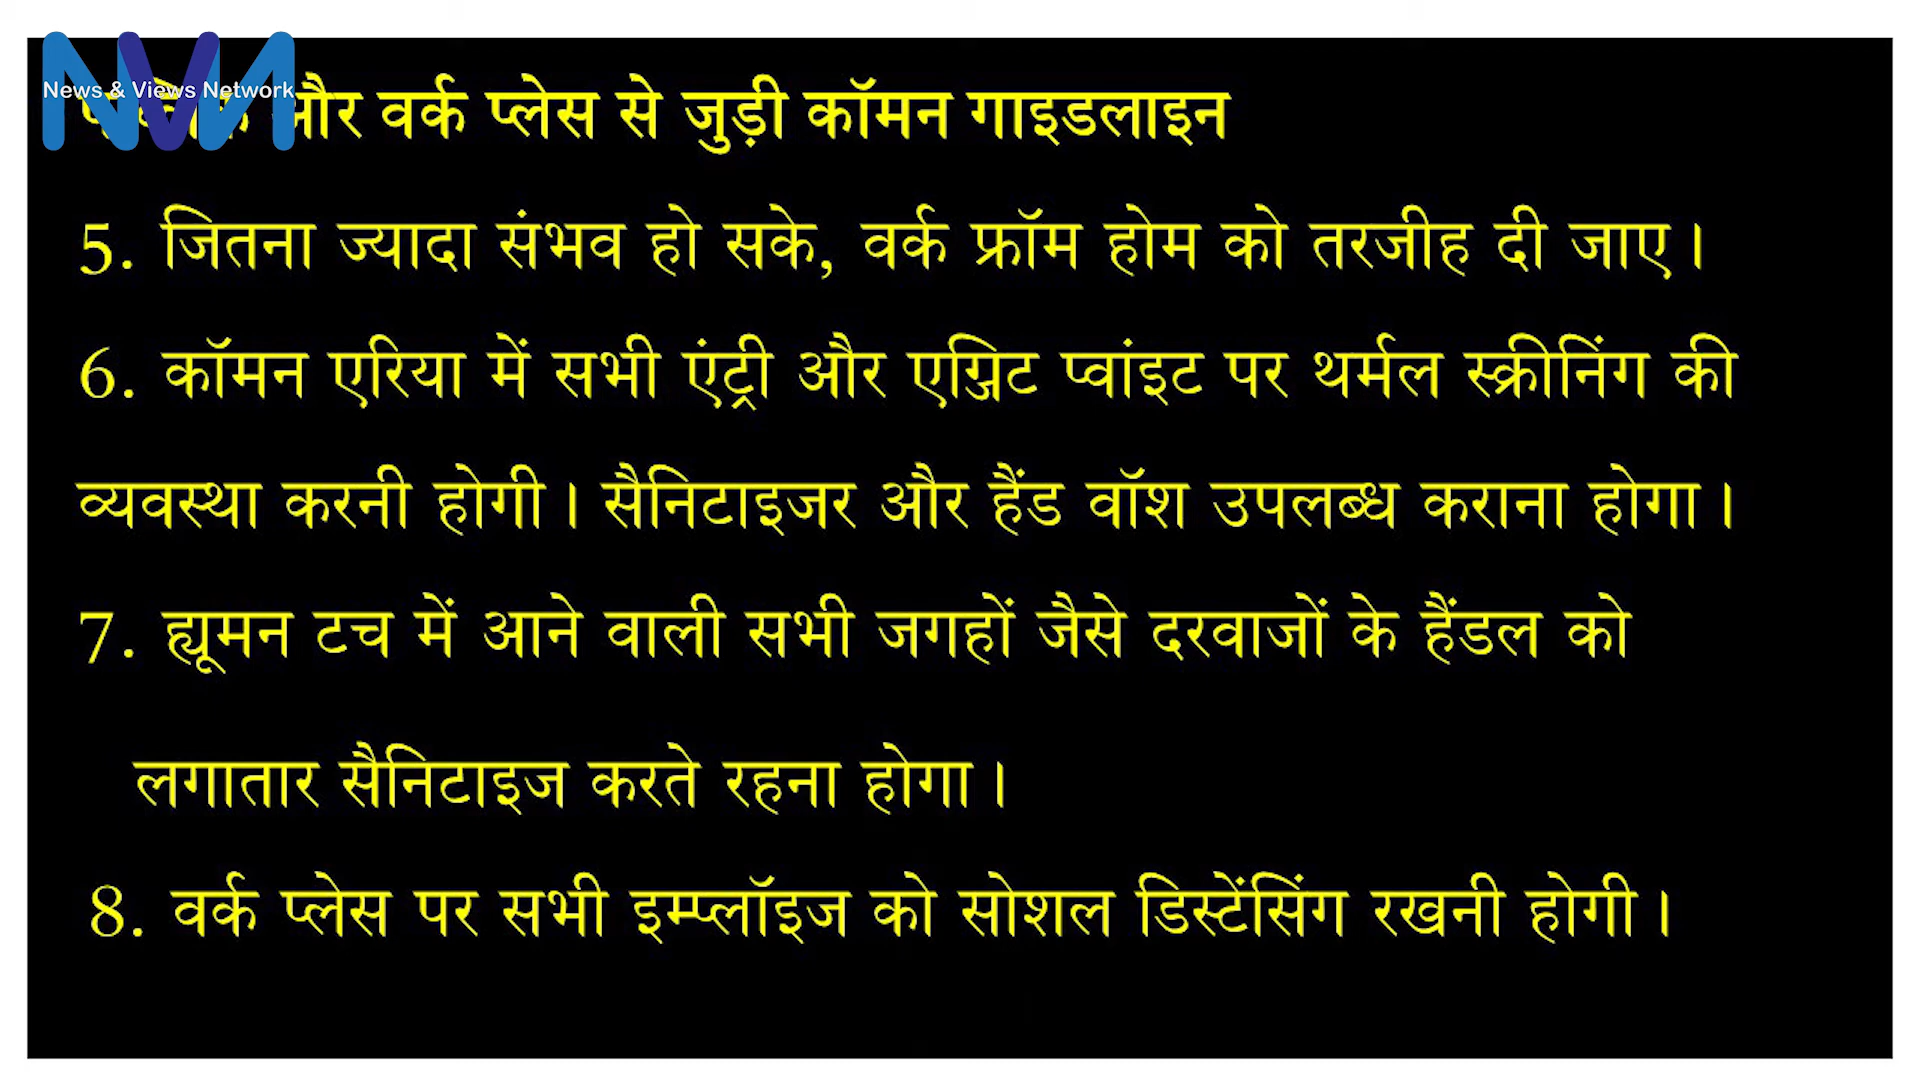 News & Views Network
और वर्क प्लेस से जुड़ी कॉमन गाइडलाइन
5. जितना ज्यादा संभव हो सके, वर्क फ्रॉम होम को तरजीह दी जाए।
6. कॉमन एरिया में सभी एंट्री और एग्जिट प्वांइट पर थर्मल स्क्रीनिंग की
व्यवस्था करनी होगी। सैनिटाइजर और हैंड वॉश उपलब्ध कराना होगा।
7. ह्यूमन टच में आने वाली सभी जगहों जैसे दरवाजों के हैंडल को
लगातार सैनिटाइज करते रहना होगा।
8. वर्क प्लेस पर सभी इम्प्लॉइज को सोशल डिस्टेंसिंग रखनी होगी।